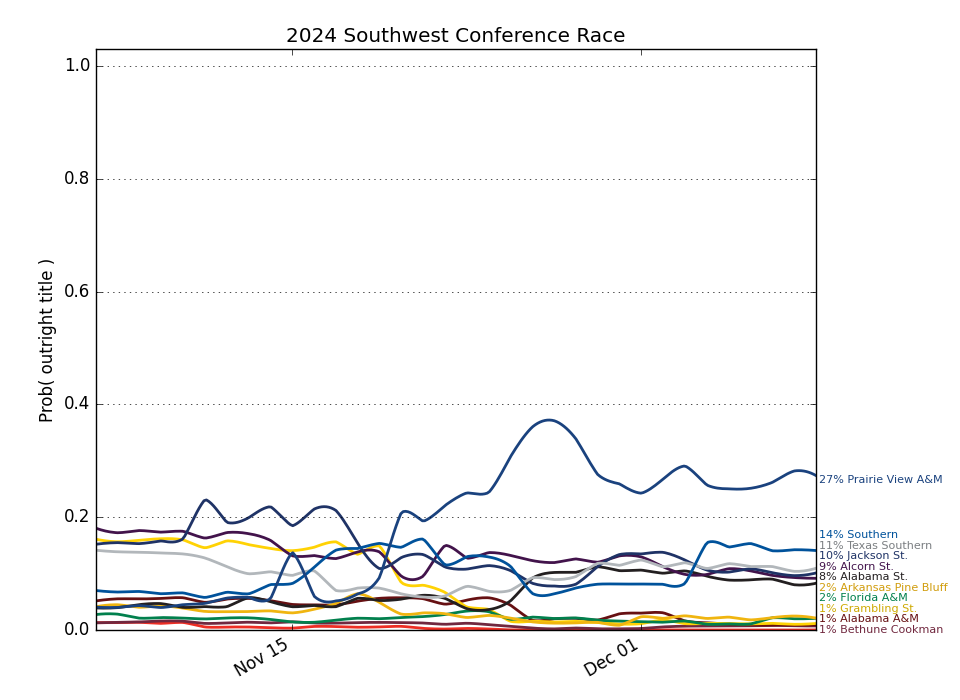 2024 Southwest Conference Race
1.0
0.8
0.6
0.4
0.2
0.0
Prob( outright title )
Nov 15
Dec 01
27% Prairie View A&M
14% Southern
11% Texas Southern
10% Jackson St.
9% Alcorn St.
8% Alabama St.
2% Arkansas Pine Bluff
2% Florida A&M
1% Grambling St.
1% Alabama A&M
1% Bethune Cookman